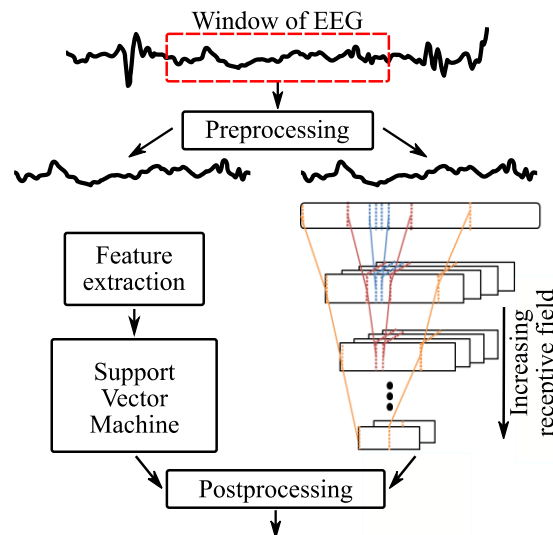 Window of EEG
Preprocessing
Feature
extraction
Support
Vector
Machine
Increasing
receptive field
Postprocessing